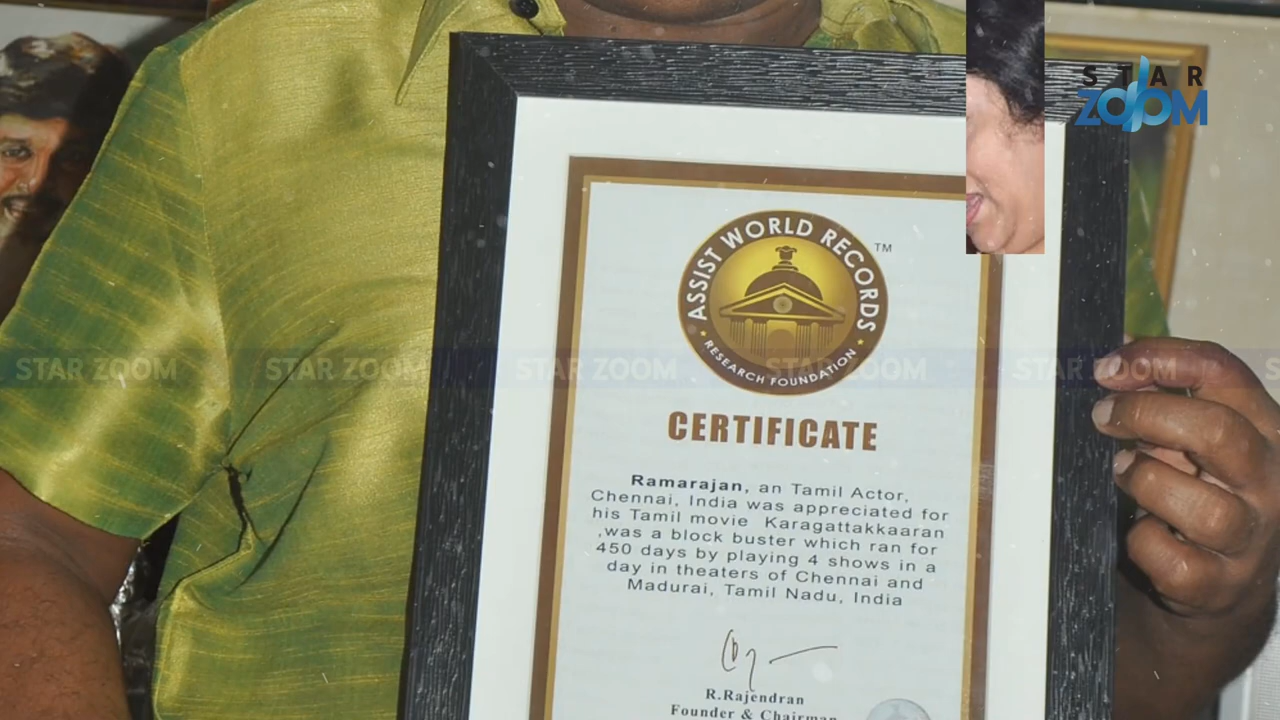 STAR
ZOOM
ASSIST WORLD RECORDS
TM
RESEARCH FOUNDATION
STAR ZOOM STAR ZOOM STAR ZOOM STAR ZOOM STAR ZOOM S
CERTIFICATE
Ramarajan, an Tamil Actor,
Chennai, India was appreciated for
his Tamil movie Karagattakkaaran
,was a block buster which ran for
450 days by playing 4 shows in a
day in theaters of Chennai and
Madurai, Tamil Nadu, India
R.Rajendran
Founder & Chairman